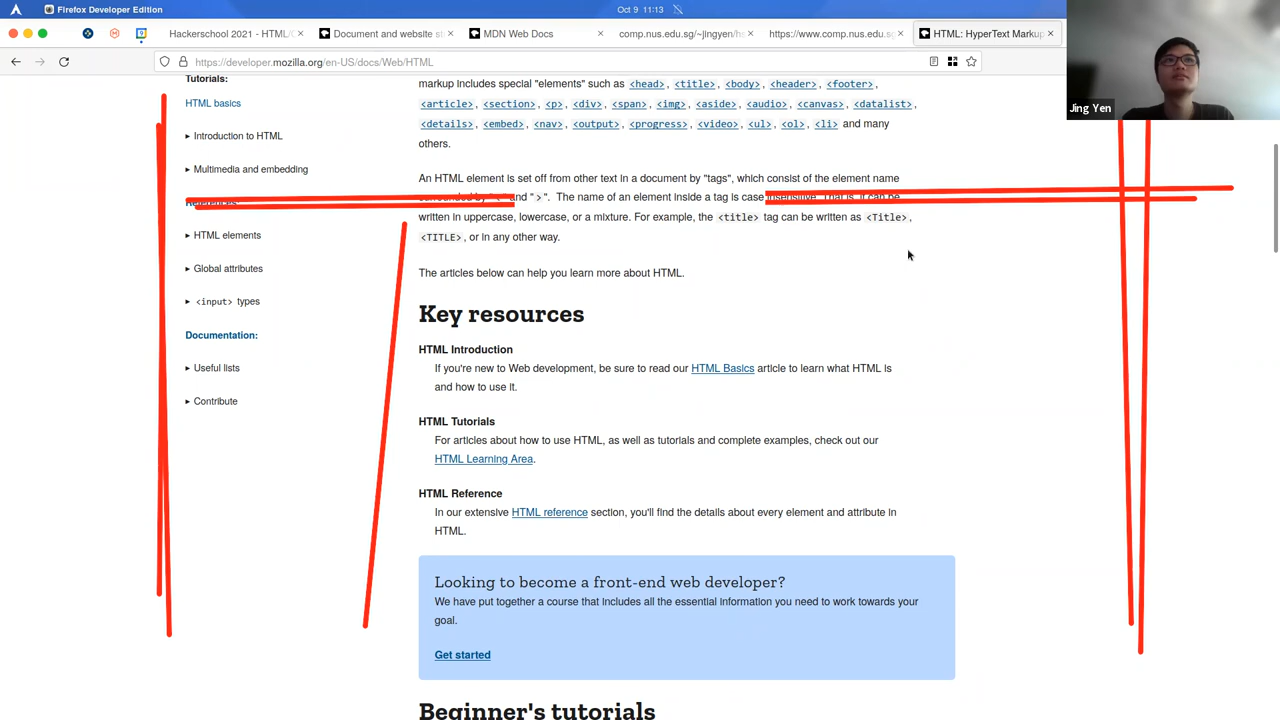 Firefox Developer Edition
Oct 9 11:13
Hackerschool 2021 - HTML/
Document and website s
MDN Web Docs
comp.nus.edu.sg/~jingyen/h
https://www.comp.nus.edu.sg
HTML: HyperText Markup
https://developer.mozilla.org/en-US/docs/Web/HTML
Jing Yen
Tutorials:
HTML basics
▸ Introduction to HTML
▸ Multimedia and embedding
References:
▸ HTML elements
▸ Global attributes
▸ <input> types
Documentation:
▸ Useful lists
▸ Contribute
markup includes special "elements" such as <head>, <title>, <body>, <header>, <footer>,
<article>, <section>, <p>, <div>, <span>, <img>, <aside>, <audio>, <canvas>, <datalist>,
<details>, <embed>, <nav>, <output>, <progress>, <video>, <ul>, <ol>, <li> and many
others.
An HTML element is set off from other text in a document by "tags", which consist of the element name
surrounded by "<" and ">". The name of an element inside a tag is case insensitive. That is, it can be
written in uppercase, lowercase, or a mixture. For example, the <title> tag can be written as <Title>,
<TITLE>, or in any other way.
The articles below can help you learn more about HTML.
Key resources
HTML Introduction
If you're new to Web development, be sure to read our HTML Basics article to learn what HTML is
and how to use it.
HTML Tutorials
For articles about how to use HTML, as well as tutorials and complete examples, check out our
HTML Learning Area.
HTML Reference
In our extensive HTML reference section, you'll find the details about every element and attribute in
HTML.
Looking to become a front-end web developer?
We have put together a course that includes all the essential information you need to work towards your
goal.
Get started
Beginner's tutorials